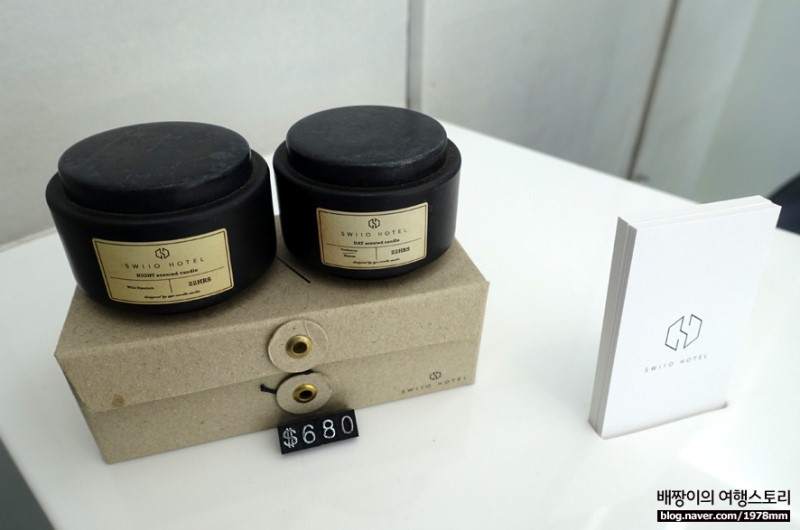 SWIIO HOTEL
NIGHT scented candle
22HRS
SWIIO HOTEL
DAY scented candle
22HRS
SWIIO HOTEL
$680
SWIIO HOTEL
배짱이의 여행스토리
blog.naver.com/1978mm